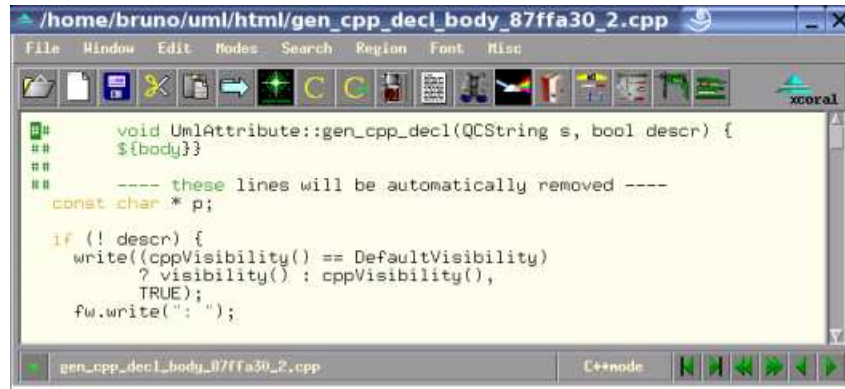 /home/bruno/uml/html/gen_cpp_decl_body_87ffa30_2.cpp
File Window Edit Modes Search Region Font Misc
xcoral
## void UmlAttribute::gen_cpp_decl(QCString s, bool descr) {
## ${body}}
##
## ---- these lines will be automatically removed ----
const char * p;
if (! descr) {
write((cppVisibility() == DefaultVisibility)
? visibility() : cppVisibility(),
TRUE);
fw.write(": ");
gen_cpp_decl_body_87ffa30_2.cpp C++mode